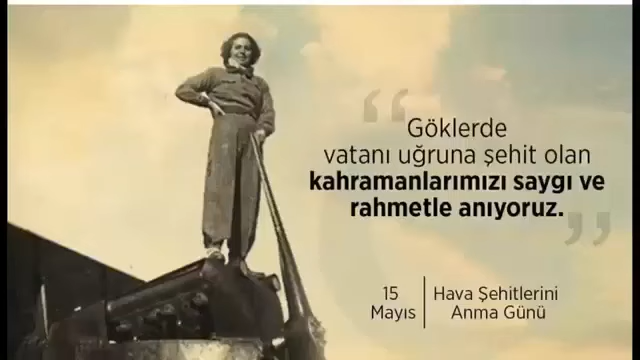 “
Göklerde
vatanı uğruna şehit olan
kahramanlarımızı saygı ve
rahmetle anıyoruz.
”
15
Mayıs
Hava Şehitlerini
Anma Günü